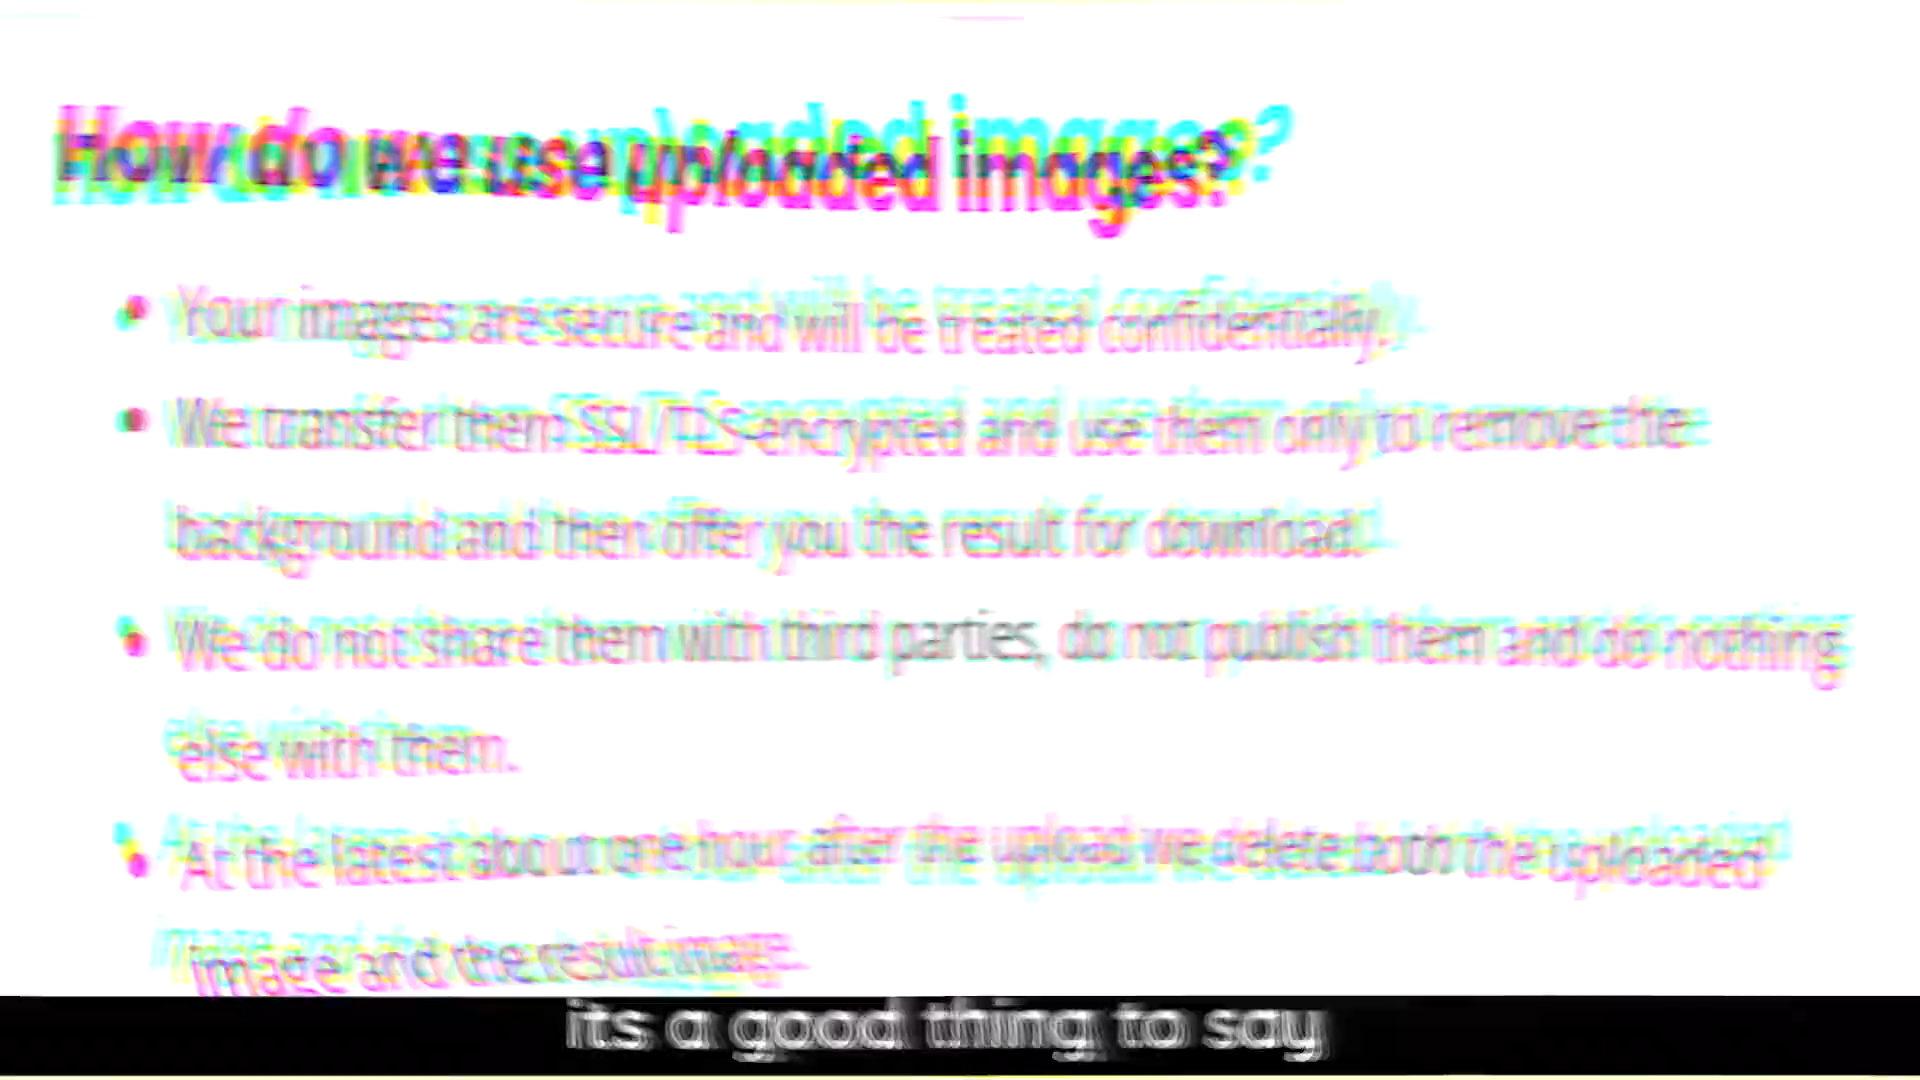 How do we use uploaded images?
• Your images are secure and will be treated confidentially.
• We transfer them SSL/TLS-encrypted and use them only to remove the
background and then offer you the result for download.
• We do not share them with third parties, do not publish them and do nothing
else with them.
• At the latest about one hour after the upload we delete both the uploaded
image and the result image.
its a good thing to say